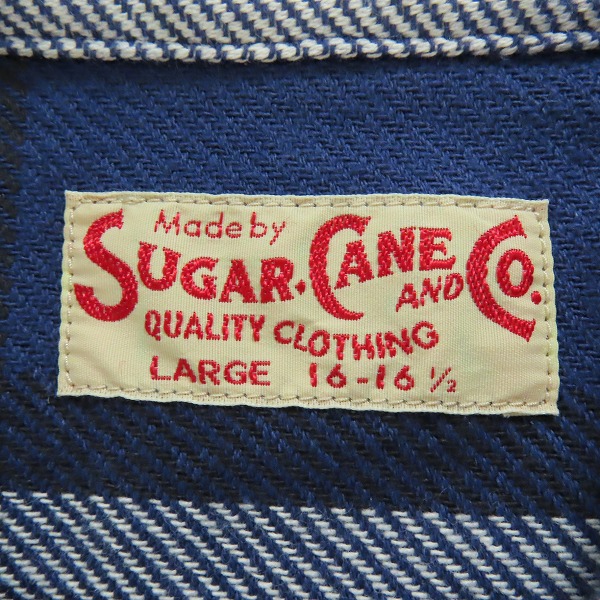 Made by
SUGAR. CANE AND CO.
QUALITY CLOTHING
LARGE 16-16 ½